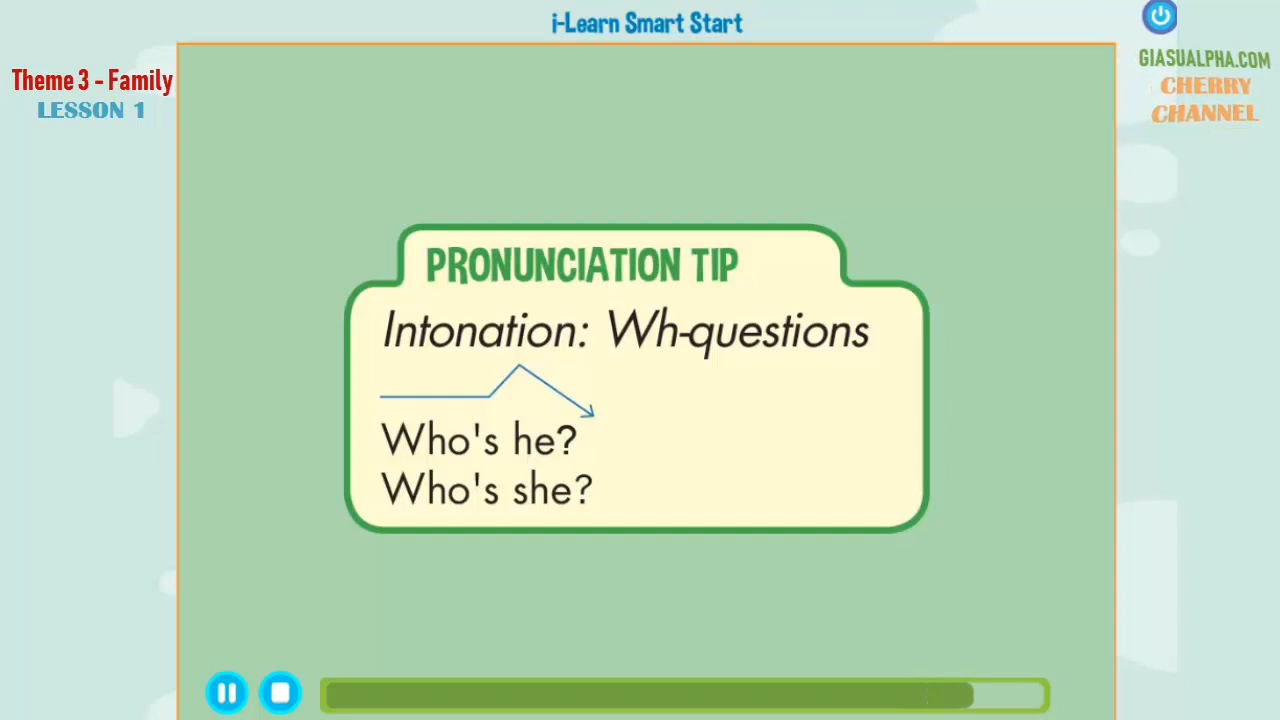 i-Learn Smart Start
Theme 3 - Family
LESSON 1
GIASUALPHA.COM
CHERRY
CHANNEL
PRONUNCIATION TIP
Intonation: Wh-questions
Who's he?
Who's she?